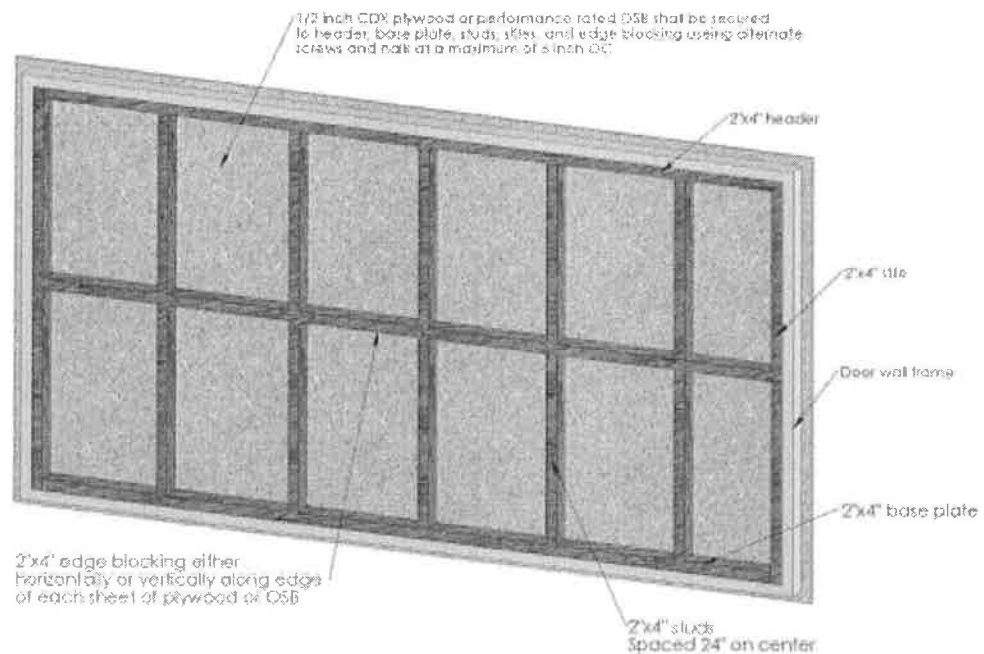 1/2 inch CDX plywood or performance rated OSB shall be secured
to header, base plate, studs, stiles, and edge blocking useing alternate
screws and nails at a maximum of 6 inch OC
2"x4" header
2"x4" stile
Door wall frame
2"x4" base plate
2"x4" edge blocking either
horizontally or vertically along edge
of each sheet of plywood or OSB
2"x4" studs
Spaced 24" on center